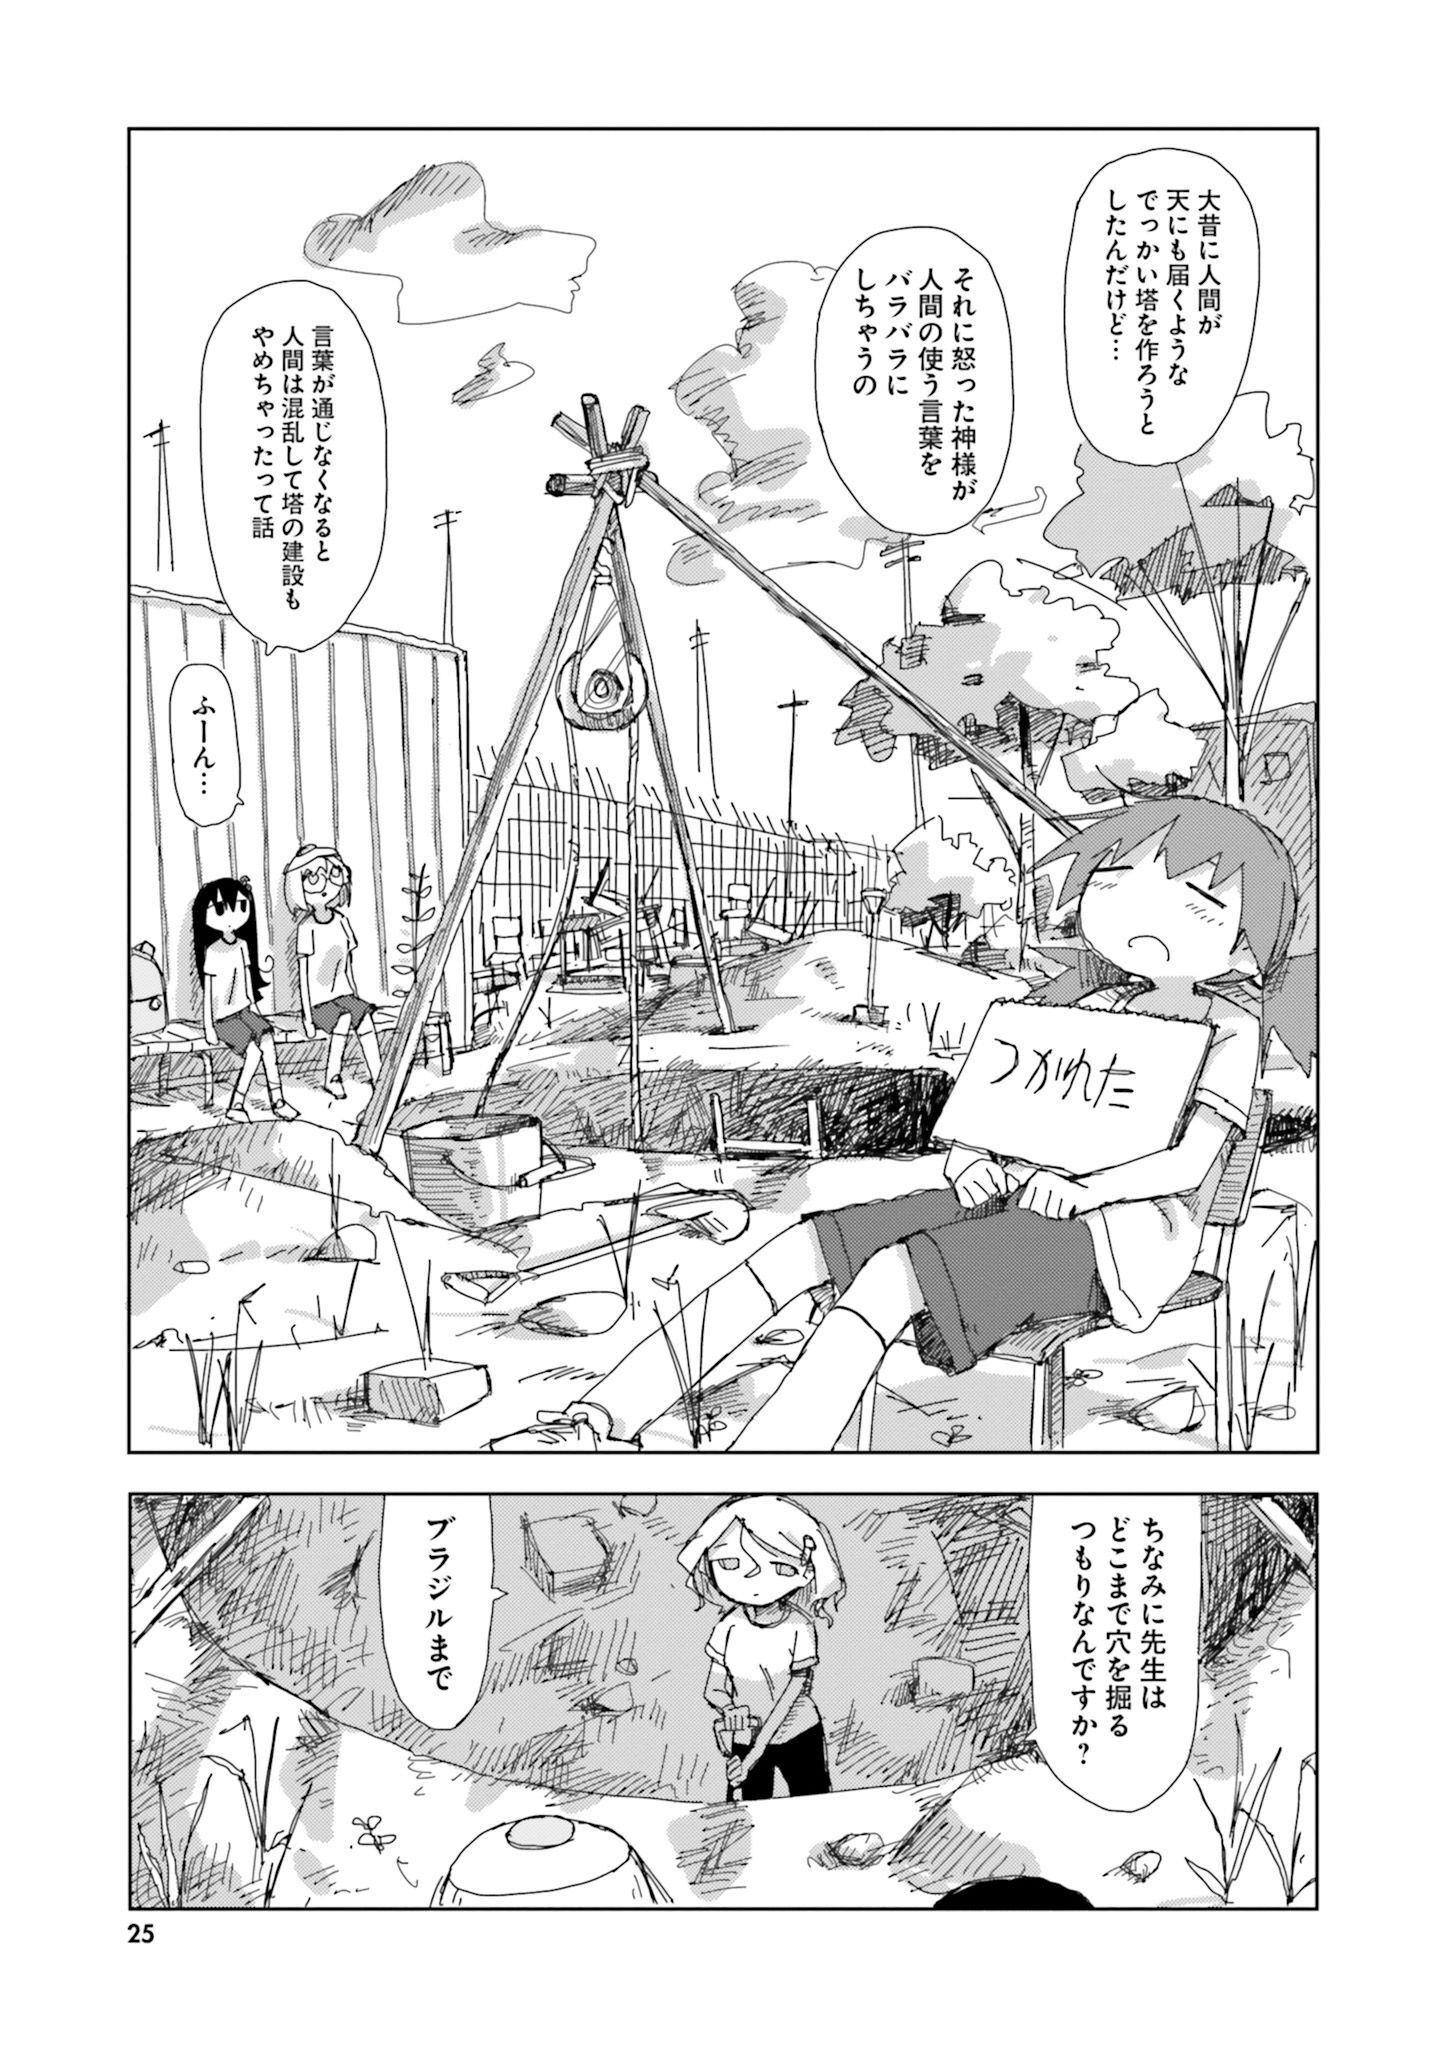 大昔に人間が
天にも届くような
でっかい塔を作ろうと
したんだけど…
それに怒った神様が
人間の使う言葉を
バラバラに
しちゃうの
言葉が通じなくなると
人間は混乱して塔の建設も
やめちゃったって話
ふーん…
つかれた
ちなみに先生は
どこまで穴を掘る
つもりなんですか?
ブラジルまで
25